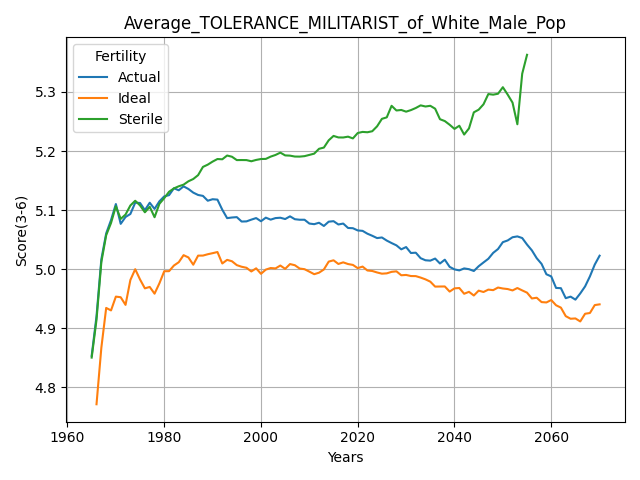 Average_TOLERANCE_MILITARIST_of_White_Male_Pop
Fertility
Actual
Ideal
Sterile
Score(3-6)
5.3
5.2
5.1
5.0
4.9
4.8
1960 1980 2000 2020 2040 2060
Years